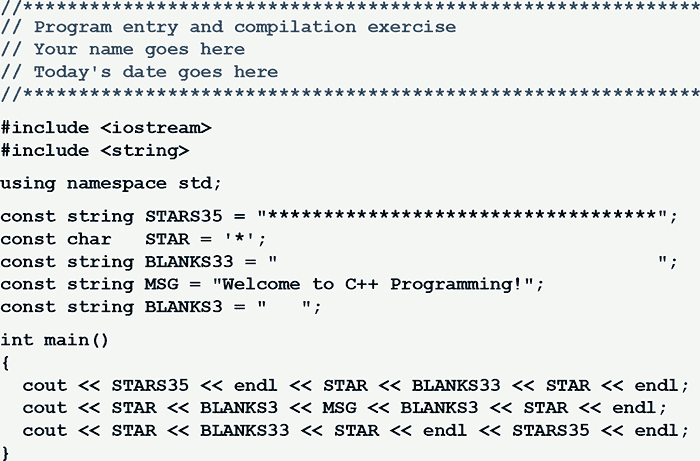 //*************************************************************
// Program entry and compilation exercise
// Your name goes here
// Today's date goes here
//*************************************************************
#include <iostream>
#include <string>
using namespace std;
const string STARS35 = "***********************************";
const char   STAR = '*';
const string BLANKS33 = "                                  ";
const string MSG = "Welcome to C++ Programming!";
const string BLANKS3 = "   ";
int main()
{
  cout << STARS35 << endl << STAR << BLANKS33 << STAR << endl;
  cout << STAR << BLANKS3 << MSG << BLANKS3 << STAR << endl;
  cout << STAR << BLANKS33 << STAR << endl << STARS35 << endl;
}